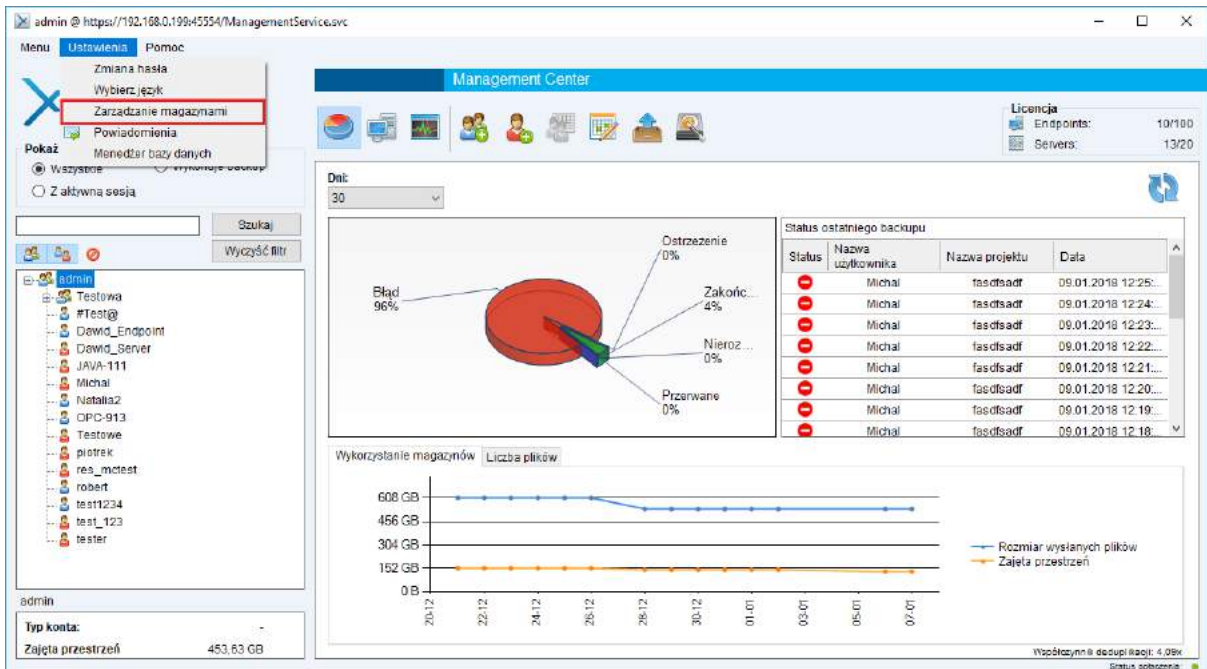 admin @ https://192.168.0.199:45554/ManagementService.svc
Menu Ustawienia Pomoc
Zmiana hasła
Wybierz język
Zarządzanie magazynami
Powiadomienia
Menedżer bazy danych
Management Center
Licencja
Endpoints: 10/100
Servers: 13/20
Pokaż
Wszystkie
Wykonuje backup
Z aktywną sesją
Szukaj
Wyczyść filtr
admin
Testowa
#Test@
Dawid_Endpoint
Dawid_Server
JAVA-111
Michal
Natalia2
OPC-913
Testowe
piotrek
res_mctest
robert
test1234
test_123
tester
admin
Typ konta: -
Zajęta przestrzeń 453,63 GB
Dni:
30
Ostrzeżenie
0%
Błąd
96%
Zakońc...
4%
Nieroz...
0%
Przerwane
0%
Status ostatniego backupu
Status Nazwa użytkownika Nazwa projektu Data
Michal fasdfsadf 09.01.2018 12:25:...
Michal fasdfsadf 09.01.2018 12:24:...
Michal fasdfsadf 09.01.2018 12:23:...
Michal fasdfsadf 09.01.2018 12:22:...
Michal fasdfsadf 09.01.2018 12:21:...
Michal fasdfsadf 09.01.2018 12:20:...
Michal fasdfsadf 09.01.2018 12:19:...
Michal fasdfsadf 09.01.2018 12:18:...
Wykorzystanie magazynów Liczba plików
608 GB
456 GB
304 GB
152 GB
0 B
20-12 22-12 24-12 26-12 28-12 30-12 01-01 03-01 05-01 07-01
Rozmiar wysłanych plików
Zajęta przestrzeń
Współczynnik deduplikacji: 4,09x
Status połączenia